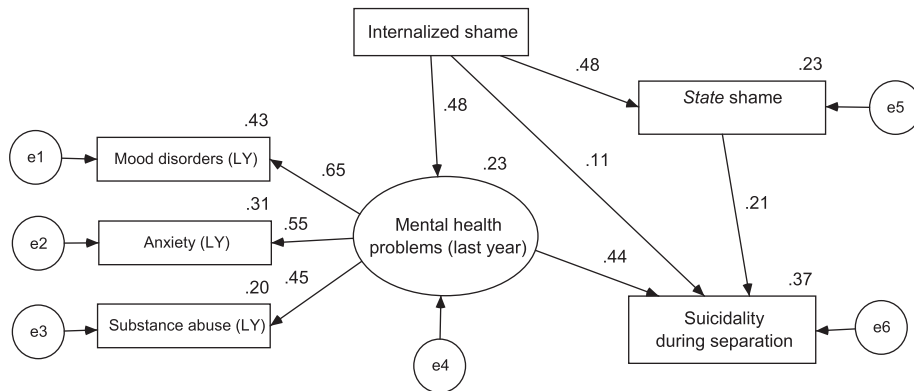 Internalized shame
.48
.23
State shame
e5
.43
.48
e1
Mood disorders (LY)
.65
.23
.11
.31
.21
Mental health
problems (last year)
e2
Anxiety (LY)
.55
.44
.45
.20
.37
e3
Substance abuse (LY)
Suicidality
during separation
e6
e4